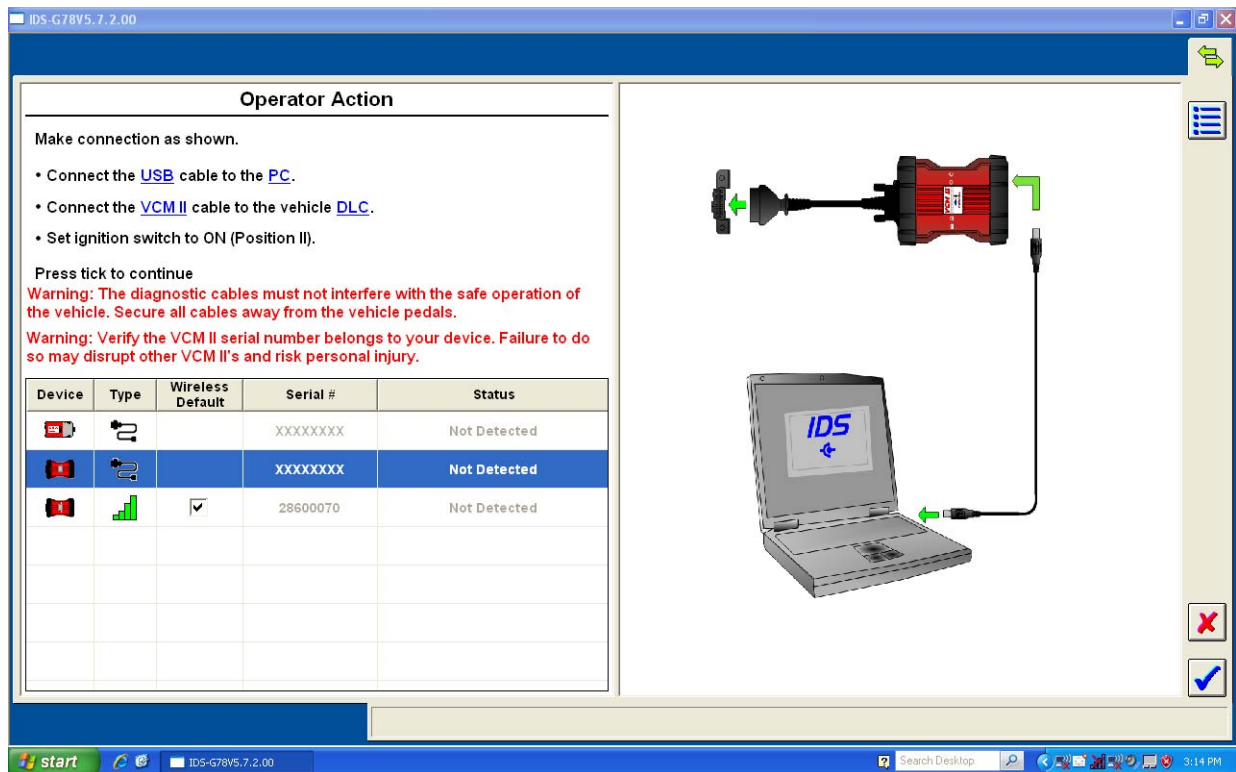 IDS-G78V5.7.2.00
Operator Action
Make connection as shown.
• Connect the USB cable to the PC.
• Connect the VCM II cable to the vehicle DLC.
• Set ignition switch to ON (Position II).
Press tick to continue
Warning: The diagnostic cables must not interfere with the safe operation of
the vehicle. Secure all cables away from the vehicle pedals.
Warning: Verify the VCM II serial number belongs to your device. Failure to do
so may disrupt other VCM II's and risk personal injury.
Device Type Wireless Default Serial # Status
XXXXXXXX Not Detected
XXXXXXXX Not Detected
28600070 Not Detected
VCM II
IDS
start IDS-G78V5.7.2.00 Search Desktop 3:14 PM